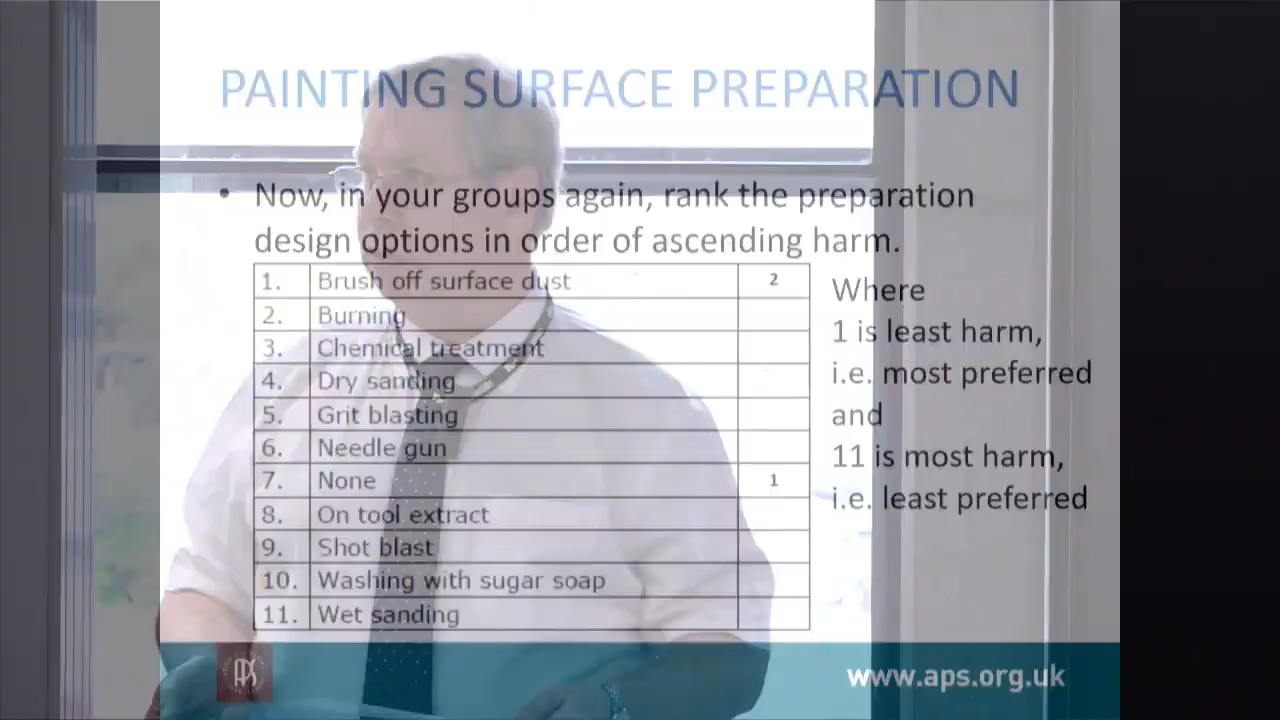 PAINTING SURFACE PREPARATION
• Now, in your groups again, rank the preparation
design options in order of ascending harm.
1. Brush off surface dust 2
2. Burning
3. Chemical treatment
4. Dry sanding
5. Grit blasting
6. Needle gun
7. None 1
8. On tool extract
9. Shot blast
10. Washing with sugar soap
11. Wet sanding
Where
1 is least harm,
i.e. most preferred
and
11 is most harm,
i.e. least preferred
APS
www.aps.org.uk